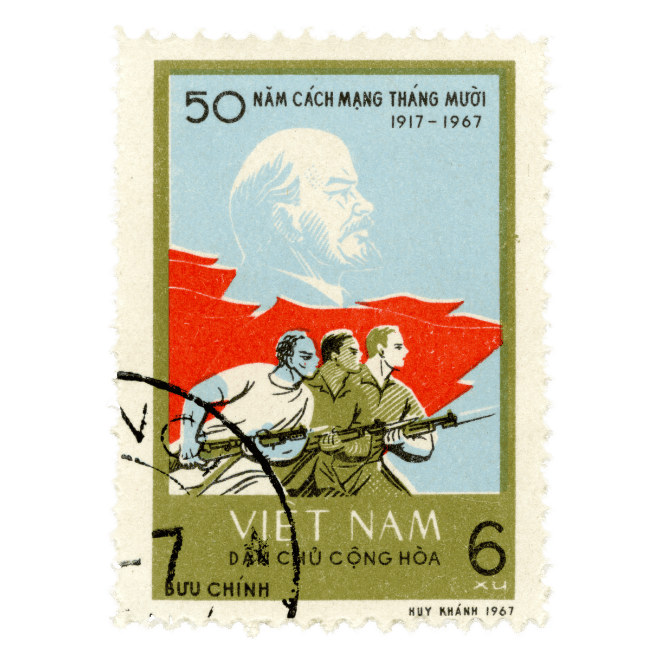 50 NĂM CÁCH MẠNG THÁNG MƯỜI
1917 - 1967
VIỆT NAM
DÂN CHỦ CỘNG HÒA
6
XU
BƯU CHÍNH
HUY KHÁNH 1967